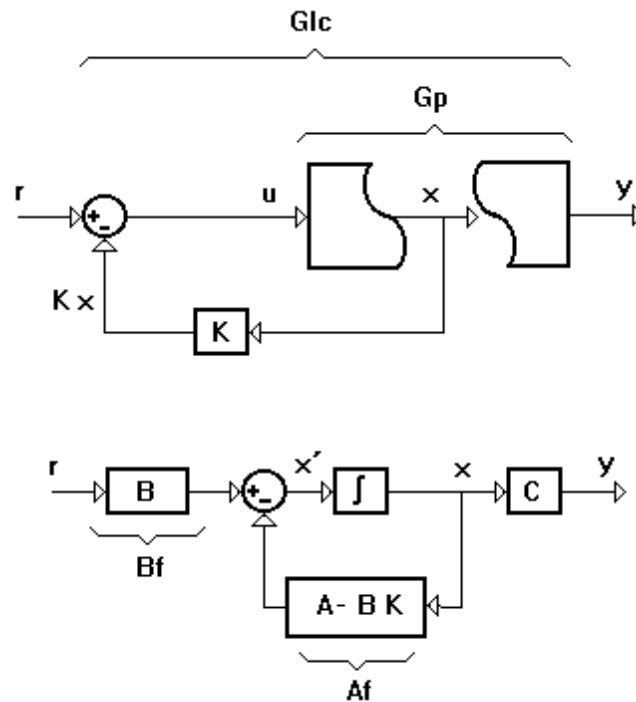 Glc
Gp
r
+
-
u
x
y
K x
K
r
B
+
-
x′
∫
x
C
y
Bf
A- B K
Af